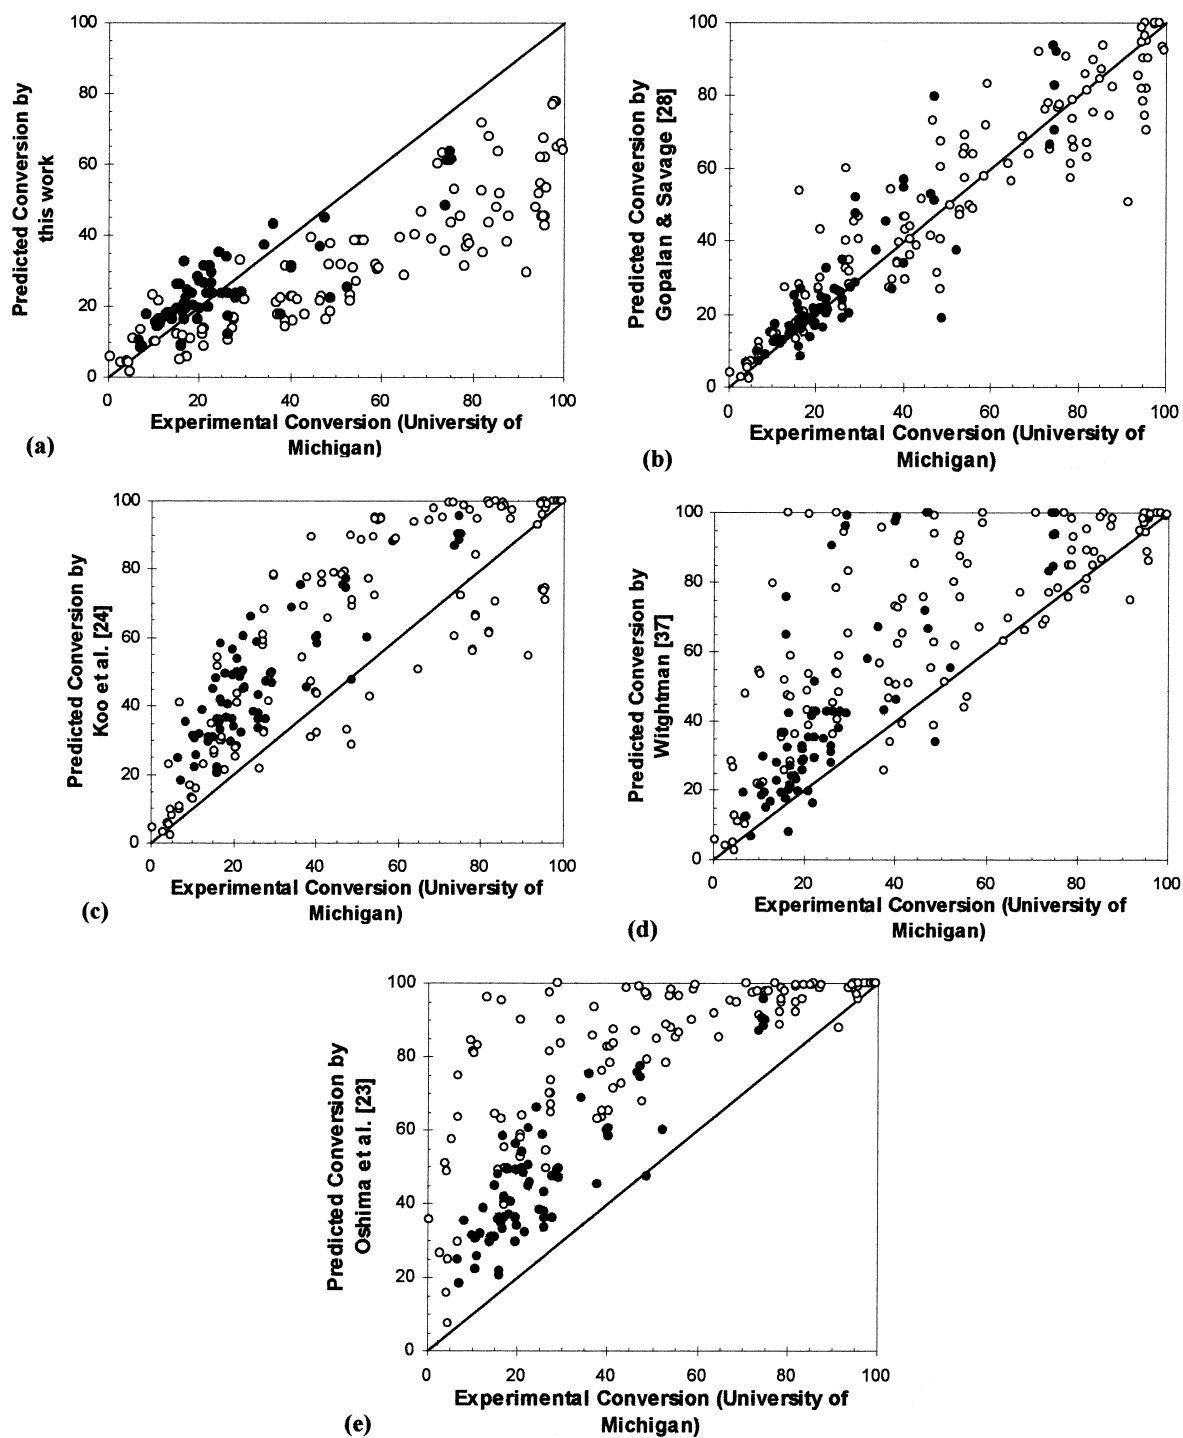 Predicted Conversion by
this work
100
80
60
40
20
0
0 20 40 60 80 100
Experimental Conversion (University of
Michigan)
(a)
Predicted Conversion by
Gopalan & Savage [28]
100
80
60
40
20
0
0 20 40 60 80 100
Experimental Conversion (University of
Michigan)
(b)
Predicted Conversion by
Koo et al. [24]
100
80
60
40
20
0
0 20 40 60 80 100
Experimental Conversion (University of
Michigan)
(c)
Predicted Conversion by
Witghtman [37]
100
80
60
40
20
0
0 20 40 60 80 100
Experimental Conversion (University of
Michigan)
(d)
Predicted Conversion by
Oshima et al. [23]
100
80
60
40
20
0
0 20 40 60 80 100
Experimental Conversion (University of
Michigan)
(e)